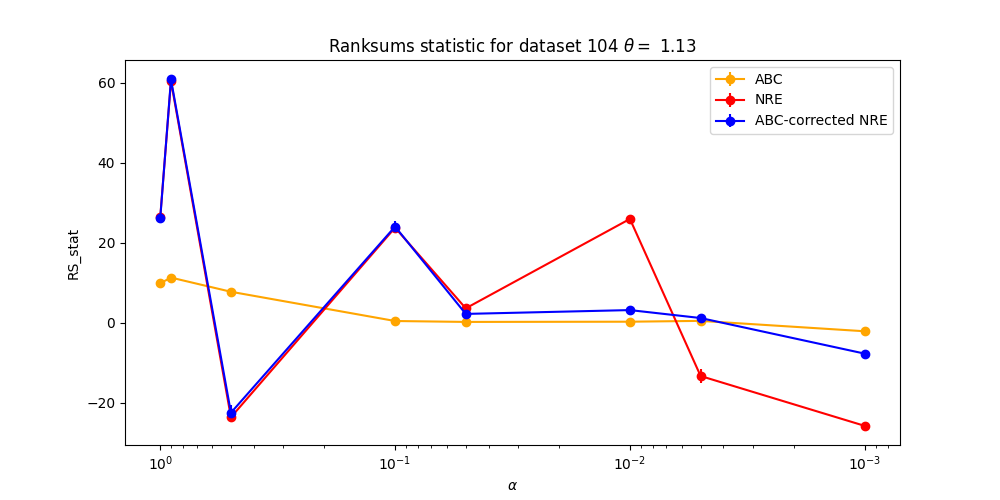 Ranksums statistic for dataset 104 θ = 1.13
RS_stat
60
40
20
0
−20
10⁰
10⁻¹
10⁻²
10⁻³
α
ABC
NRE
ABC-corrected NRE